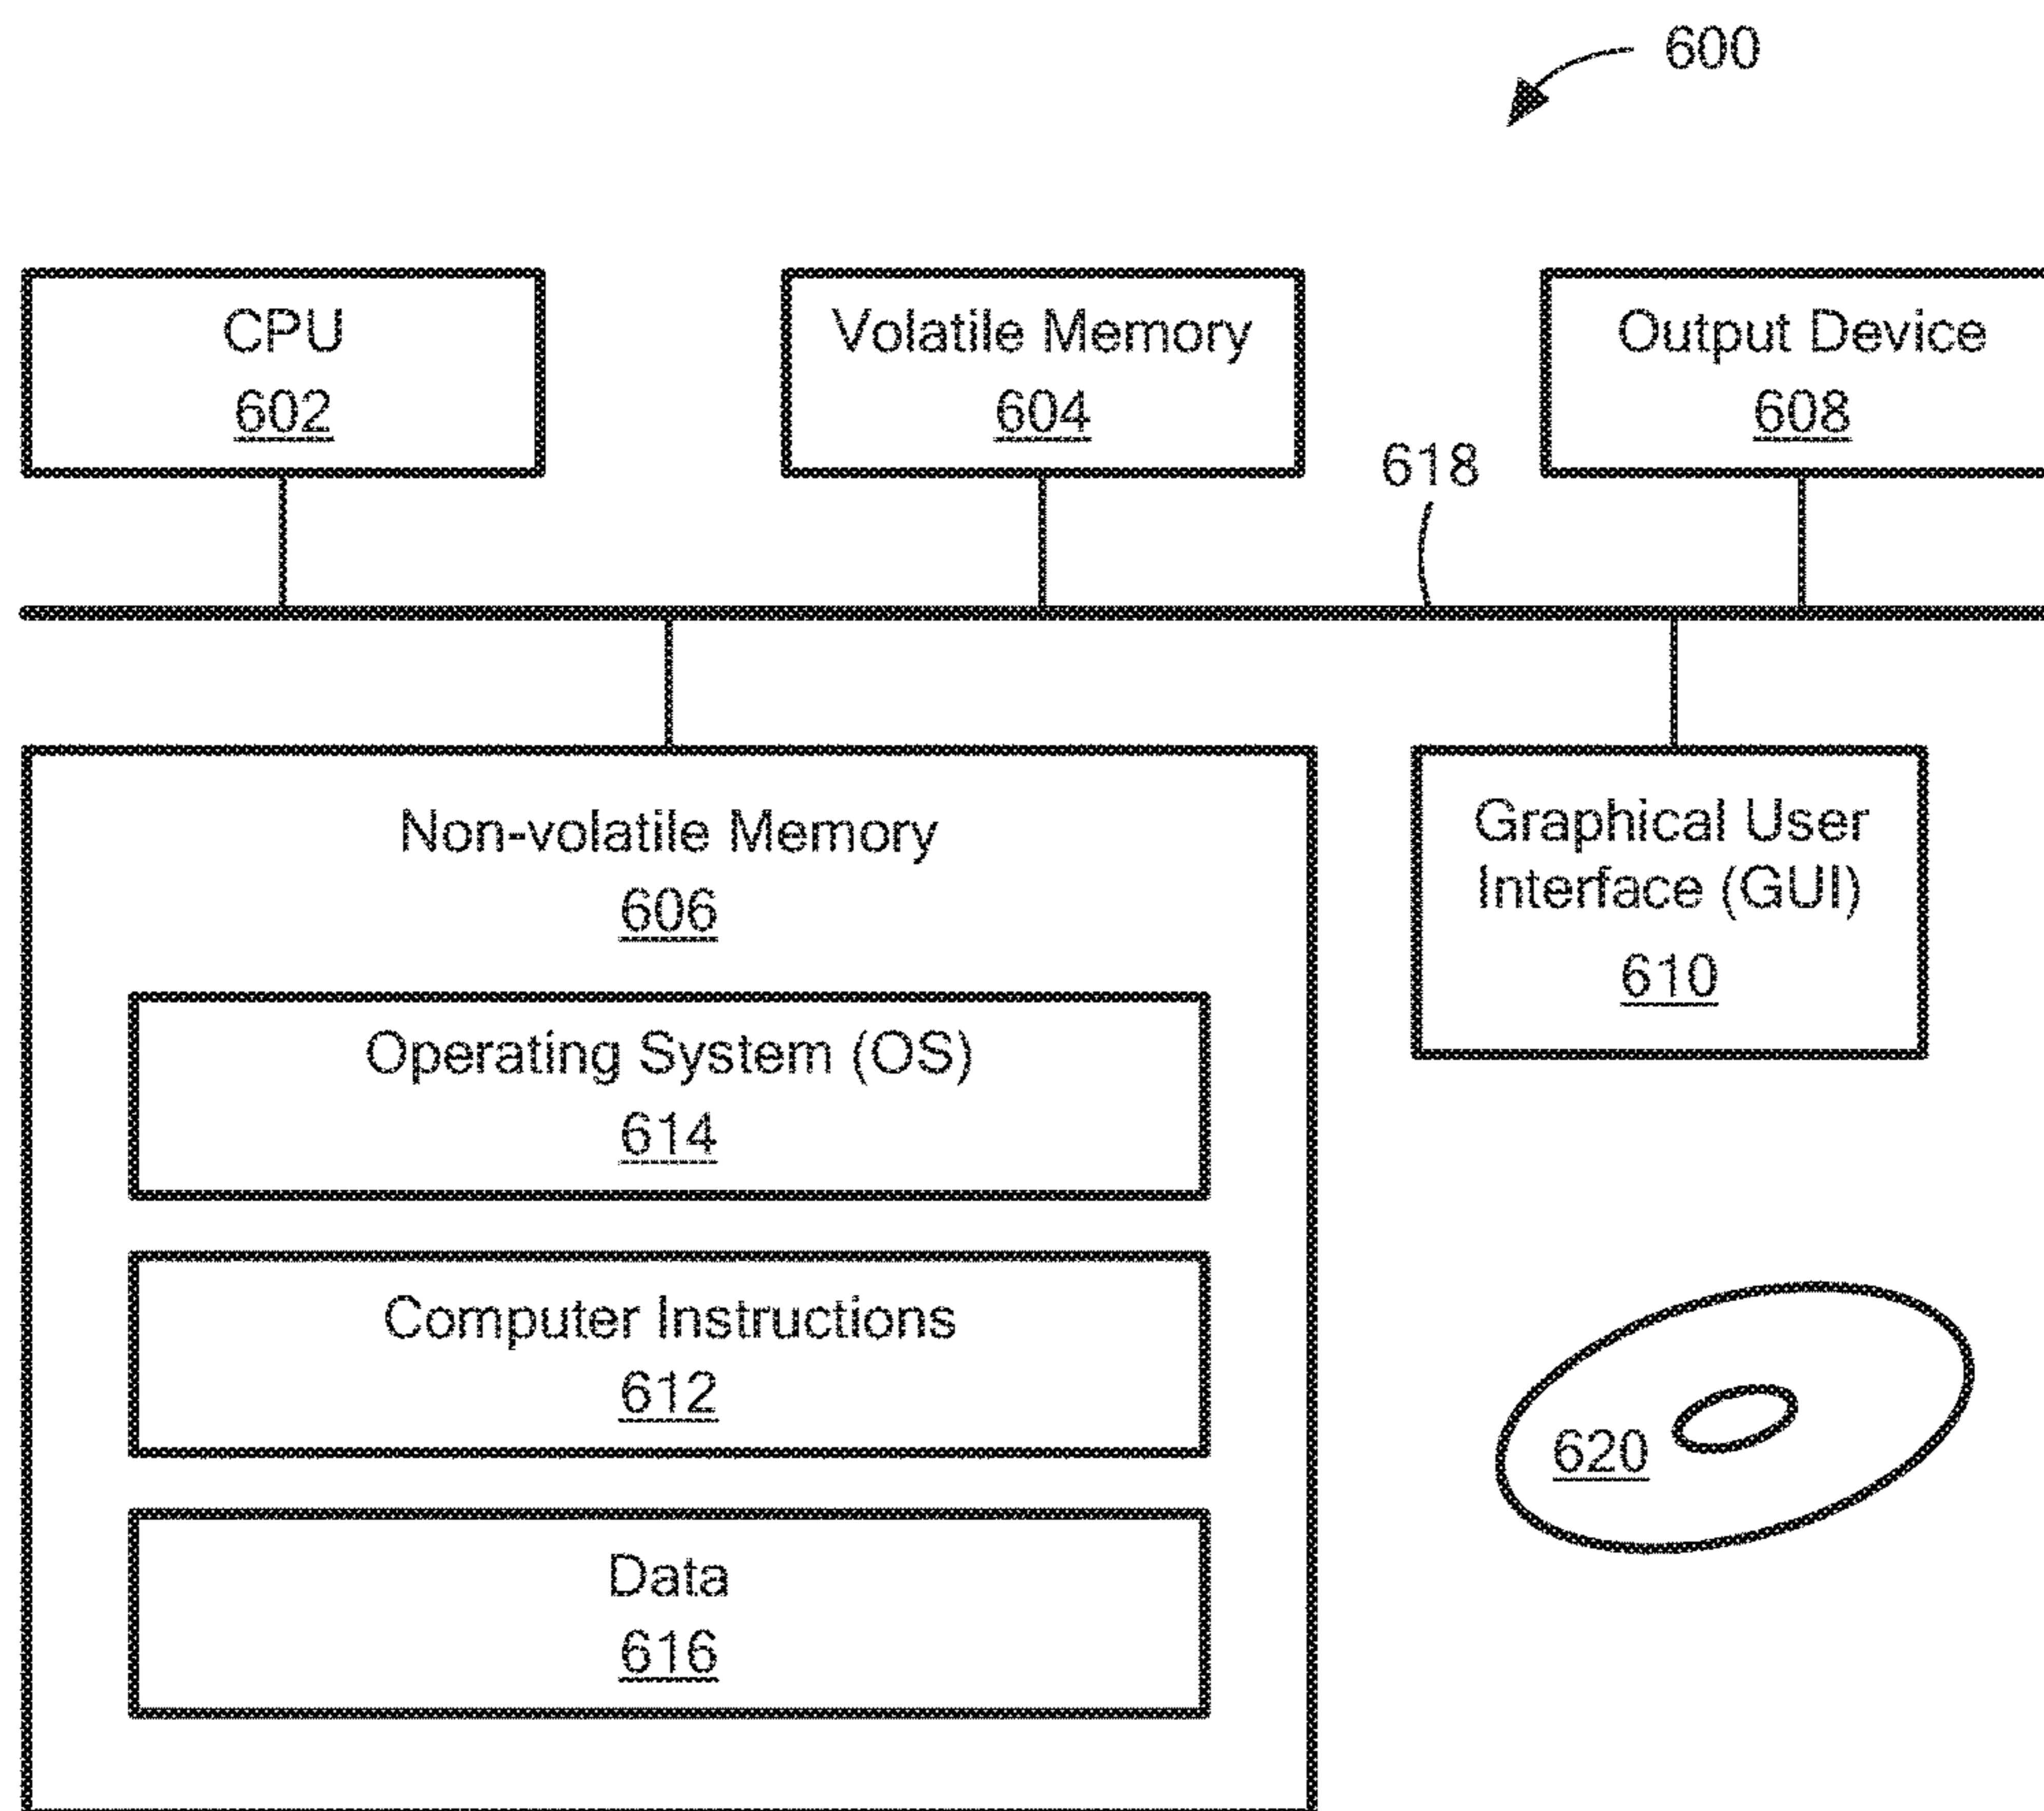 600
CPU
602
Volatile Memory
604
Output Device
608
618
Non-volatile Memory
606
Operating System (OS)
614
Computer Instructions
612
Data
616
Graphical User
Interface (GUI)
610
620